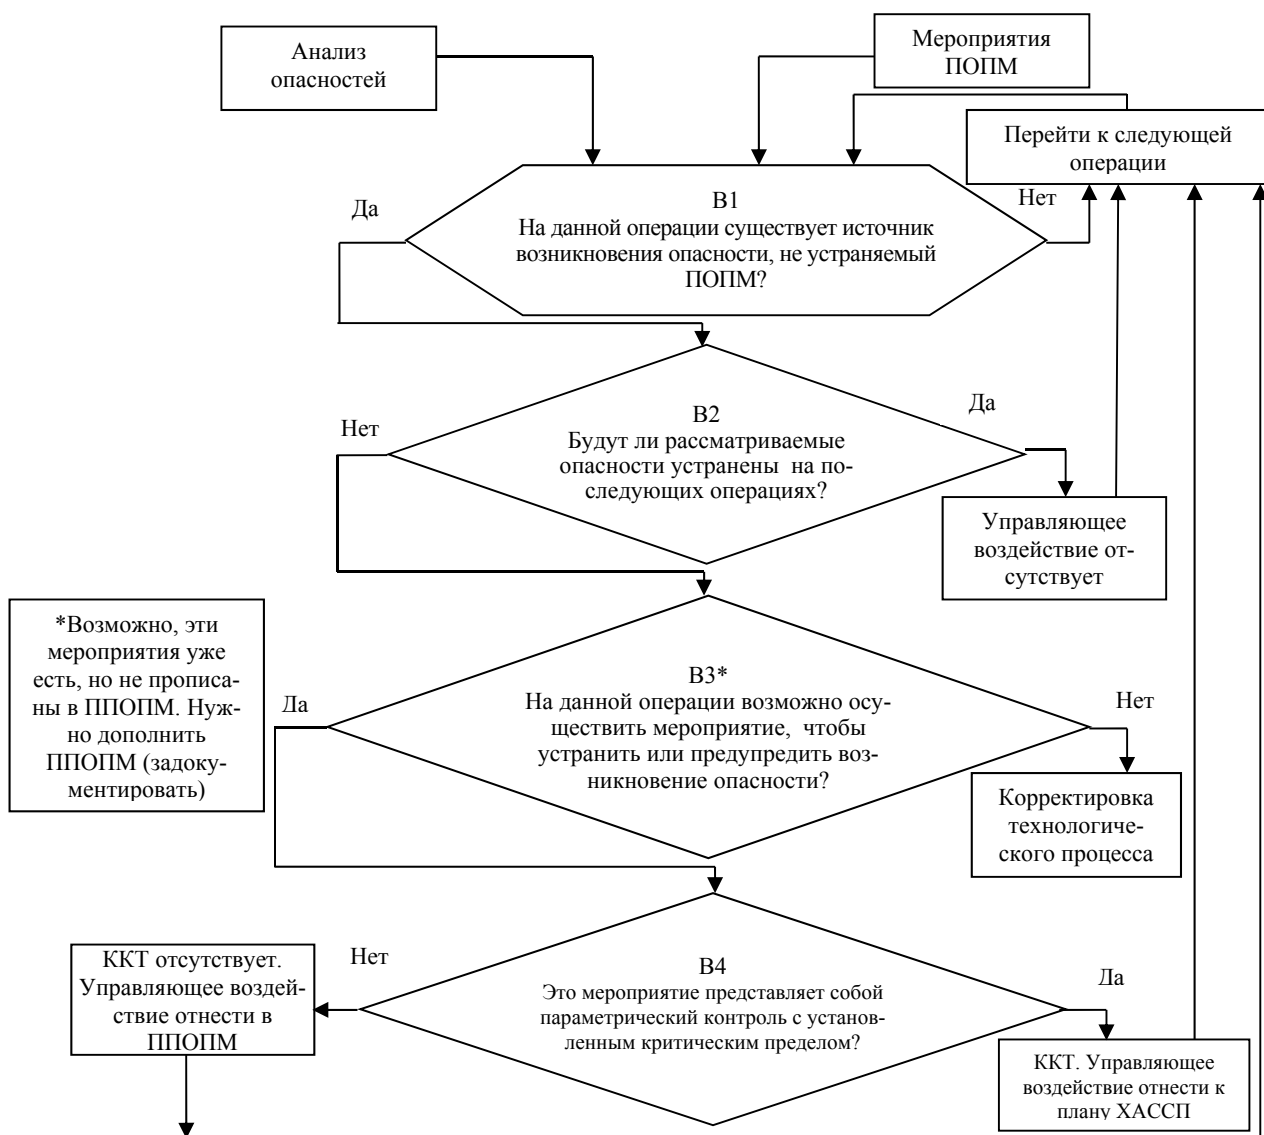 Анализ
опасностей
Мероприятия
ПОПМ
Перейти к следующей
операции
Да
В1
На данной операции существует источник
возникновения опасности, не устраняемый
ПОПМ?
Нет
Нет
В2
Будут ли рассматриваемые
опасности устранены на по-
следующих операциях?
Да
Управляющее
воздействие от-
сутствует
*Возможно, эти
мероприятия уже
есть, но не прописа-
ны в ППОПМ. Нуж-
но дополнить
ППОПМ (задоку-
ментировать)
Да
В3*
На данной операции возможно осу-
ществить мероприятие, чтобы
устранить или предупредить воз-
никновение опасности?
Нет
Корректировка
технологиче-
ского процесса
ККТ отсутствует.
Управляющее воздей-
ствие отнести в
ППОПМ
Нет
В4
Это мероприятие представляет собой
параметрический контроль с установ-
ленным критическим пределом?
Да
ККТ. Управляющее
воздействие отнести к
плану ХАССП